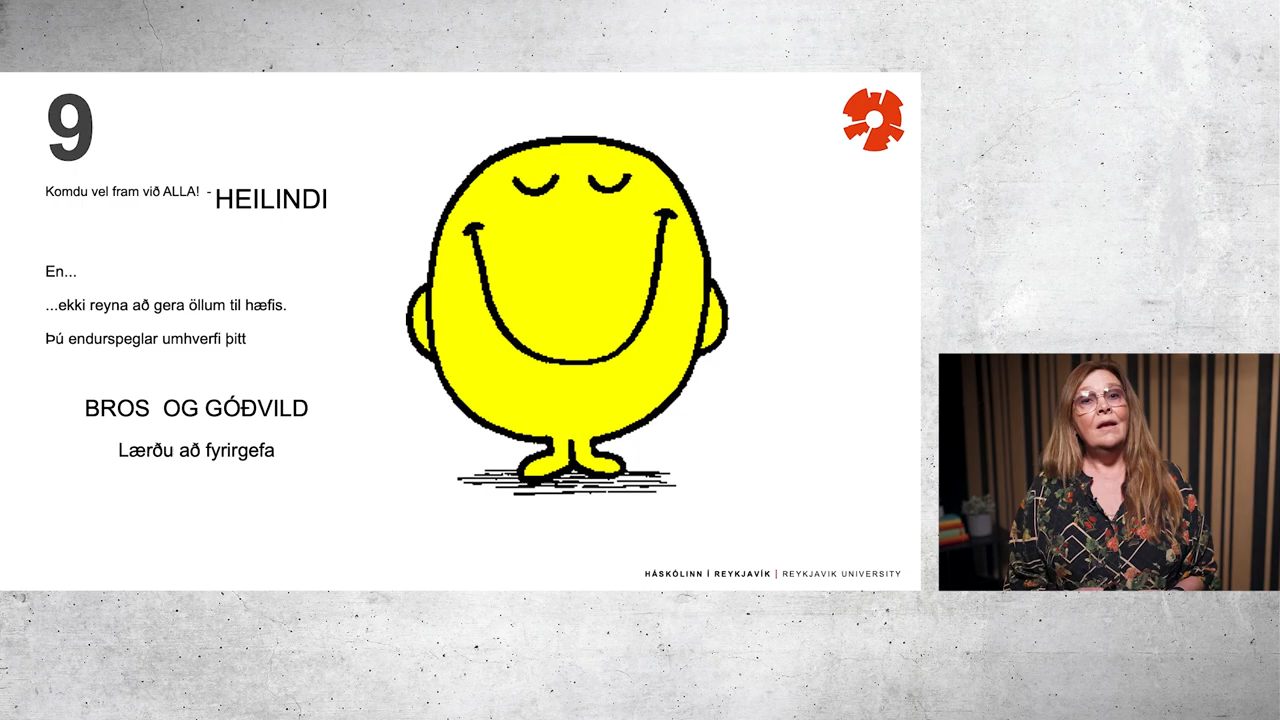 9
Komdu vel fram við ALLA! - HEILINDI
En...
...ekki reyna að gera öllum til hæfis.
Þú endurspeglar umhverfi þitt
BROS OG GÓÐVILD
Lærðu að fyrirgefa
HÁSKÓLINN Í REYKJAVÍK | REYKJAVIK UNIVERSITY